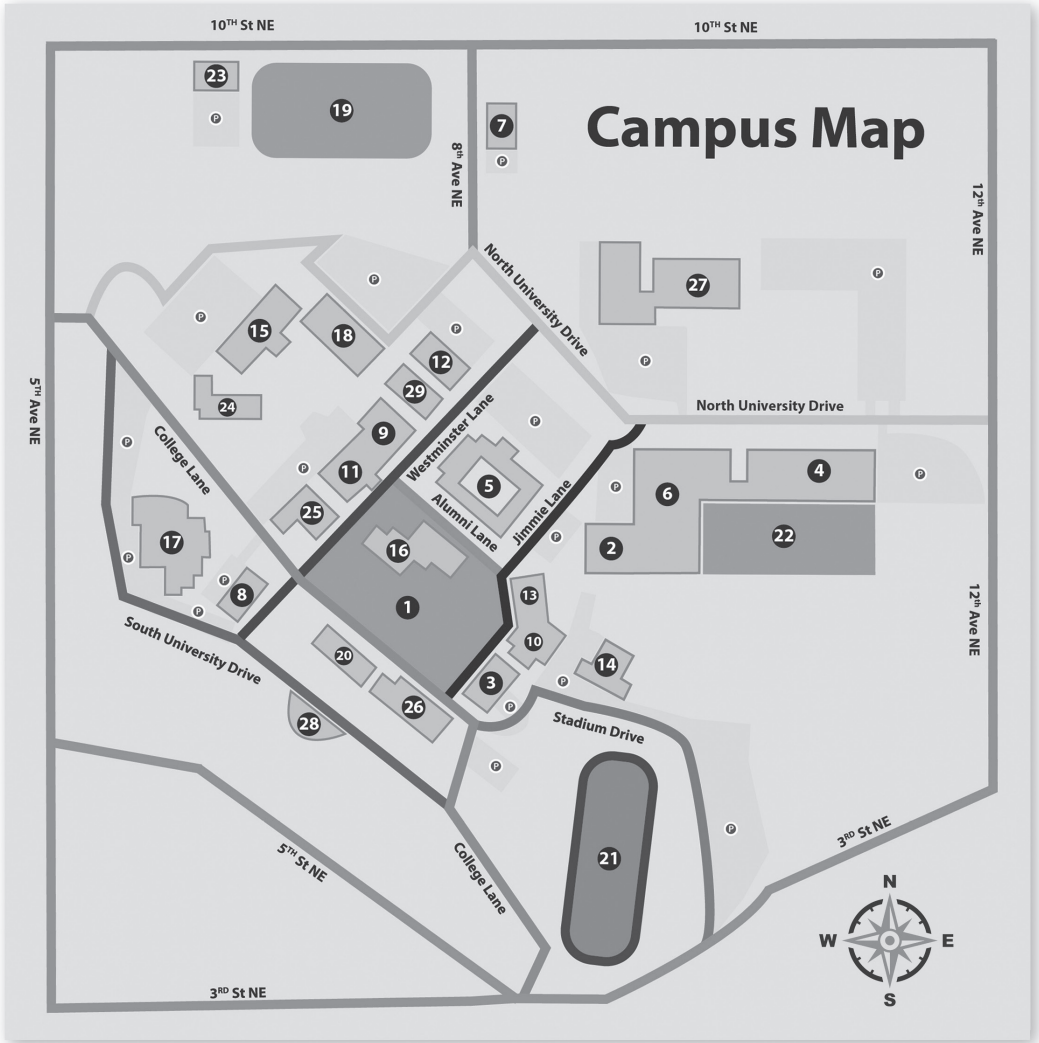 10TH St NE
10TH St NE
23
P
19
7
P
Campus Map
8th Ave NE
12th Ave NE
North University Drive
P
27
P
P
15
18
P
12
P
29
24
5TH Ave NE
North University Drive
Westminster Lane
P
9
P
College Lane
P
11
5
4
P
P
6
25
Alumni Lane
Jimmie Lane
P
22
17
P
16
2
P
8
P
1
13
12th Ave NE
South University Drive
10
20
14
3
P
26
P
28
Stadium Drive
P
P
3RD St NE
21
5TH St NE
College Lane
N
W
E
S
3RD St NE